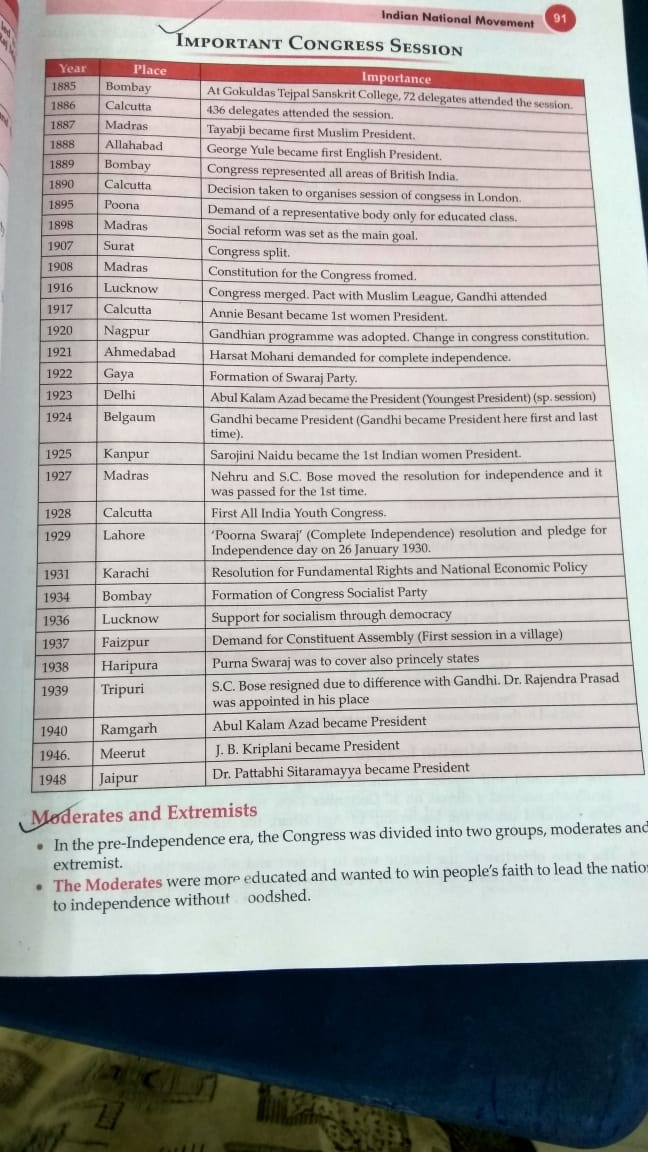 Indian National Movement 91
IMPORTANT CONGRESS SESSION
Year Place Importance
1885 Bombay At Gokuldas Tejpal Sanskrit College, 72 delegates attended the session.
1886 Calcutta 436 delegates attended the session.
1887 Madras Tayabji became first Muslim President.
1888 Allahabad George Yule became first English President.
1889 Bombay Congress represented all areas of British India.
1890 Calcutta Decision taken to organises session of congsess in London.
1895 Poona Demand of a representative body only for educated class.
1898 Madras Social reform was set as the main goal.
1907 Surat Congress split.
1908 Madras Constitution for the Congress fromed.
1916 Lucknow Congress merged. Pact with Muslim League, Gandhi attended
1917 Calcutta Annie Besant became 1st women President.
1920 Nagpur Gandhian programme was adopted. Change in congress constitution.
1921 Ahmedabad Harsat Mohani demanded for complete independence.
1922 Gaya Formation of Swaraj Party.
1923 Delhi Abul Kalam Azad became the President (Youngest President) (sp. session)
1924 Belgaum Gandhi became President (Gandhi became President here first and last
time).
1925 Kanpur Sarojini Naidu became the 1st Indian women President.
1927 Madras Nehru and S.C. Bose moved the resolution for independence and it
was passed for the 1st time.
1928 Calcutta First All India Youth Congress.
1929 Lahore 'Poorna Swaraj' (Complete Independence) resolution and pledge for
Independence day on 26 January 1930.
1931 Karachi Resolution for Fundamental Rights and National Economic Policy
1934 Bombay Formation of Congress Socialist Party
1936 Lucknow Support for socialism through democracy
1937 Faizpur Demand for Constituent Assembly (First session in a village)
1938 Haripura Purna Swaraj was to cover also princely states
1939 Tripuri S.C. Bose resigned due to difference with Gandhi. Dr. Rajendra Prasad
was appointed in his place
1940 Ramgarh Abul Kalam Azad became President
1946. Meerut J. B. Kriplani became President
1948 Jaipur Dr. Pattabhi Sitaramayya became President
Moderates and Extremists
• In the pre-Independence era, the Congress was divided into two groups, moderates and
extremist.
• The Moderates were more educated and wanted to win people's faith to lead the natio
to independence without oodshed.